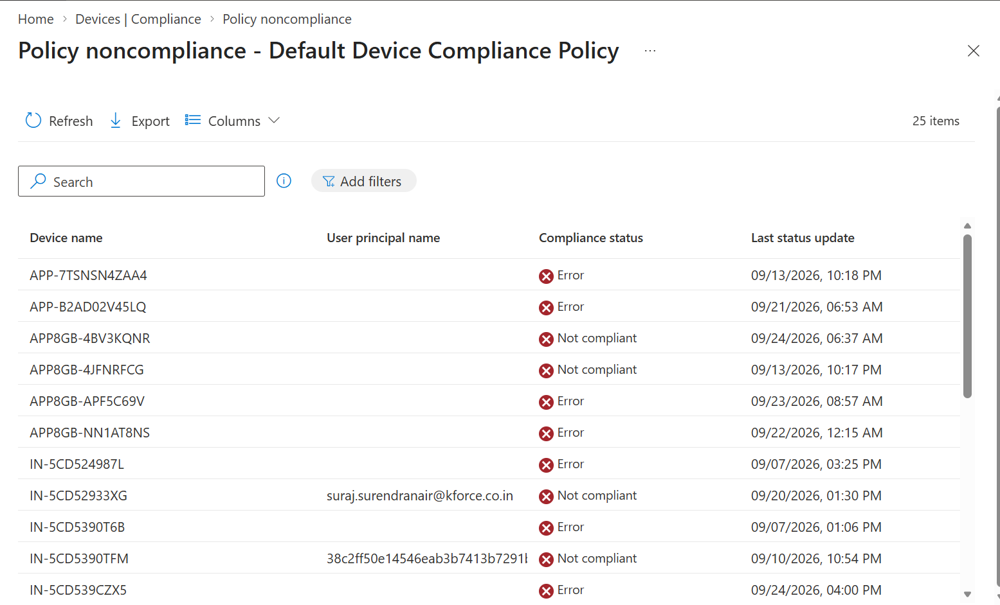 Home > Devices | Compliance > Policy noncompliance
Policy noncompliance - Default Device Compliance Policy ...
Refresh Export Columns 25 items
Search Add filters
Device name User principal name Compliance status Last status update
APP-7TSNSN4ZAA4 Error 09/13/2026, 10:18 PM
APP-B2AD02V45LQ Error 09/21/2026, 06:53 AM
APP8GB-4BV3KQNR Not compliant 09/24/2026, 06:37 AM
APP8GB-4JFNRFCG Not compliant 09/13/2026, 10:17 PM
APP8GB-APF5C69V Error 09/23/2026, 08:57 AM
APP8GB-NN1AT8NS Error 09/22/2026, 12:15 AM
IN-5CD524987L Error 09/07/2026, 03:25 PM
IN-5CD52933XG suraj.surendranair@kforce.co.in Not compliant 09/20/2026, 01:30 PM
IN-5CD5390T6B Error 09/07/2026, 01:06 PM
IN-5CD5390TFM 38c2ff50e14546eab3b7413b7291b Not compliant 09/10/2026, 10:54 PM
IN-5CD539CZX5 Error 09/24/2026, 04:00 PM